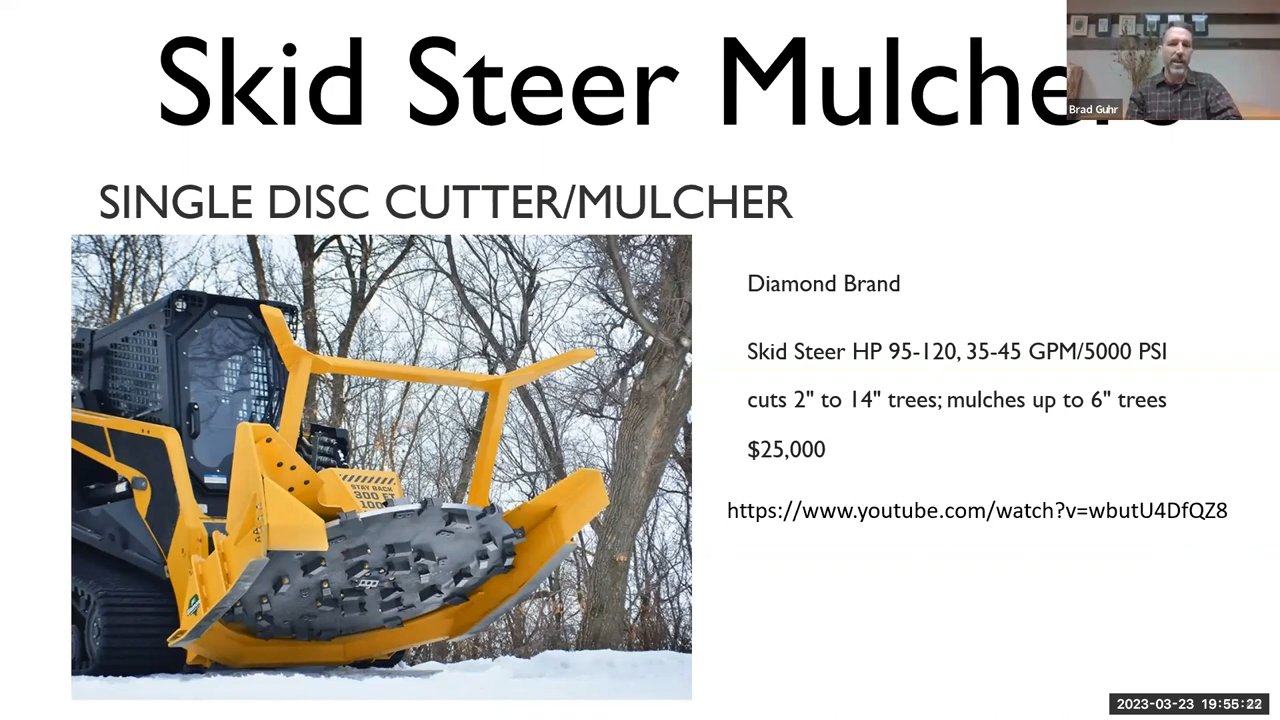 Skid Steer Mulchers
Brad Guhr
SINGLE DISC CUTTER/MULCHER
Diamond Brand
Skid Steer HP 95-120, 35-45 GPM/5000 PSI
cuts 2" to 14" trees; mulches up to 6" trees
$25,000
https://www.youtube.com/watch?v=wbutU4DfQZ8
STAY BACK
300 FT
100
2023-03-23 19:55:22